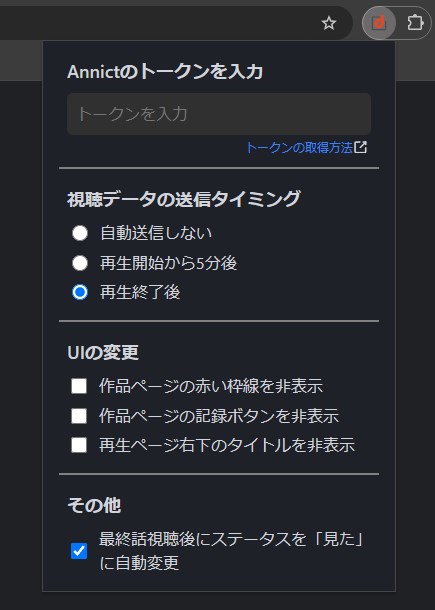 Annictのトークンを入力
トークンを入力
トークンの取得方法
視聴データの送信タイミング
自動送信しない
再生開始から5分後
再生終了後
UIの変更
作品ページの赤い枠線を非表示
作品ページの記録ボタンを非表示
再生ページ右下のタイトルを非表示
その他
最終話視聴後にステータスを「見た」
に自動変更